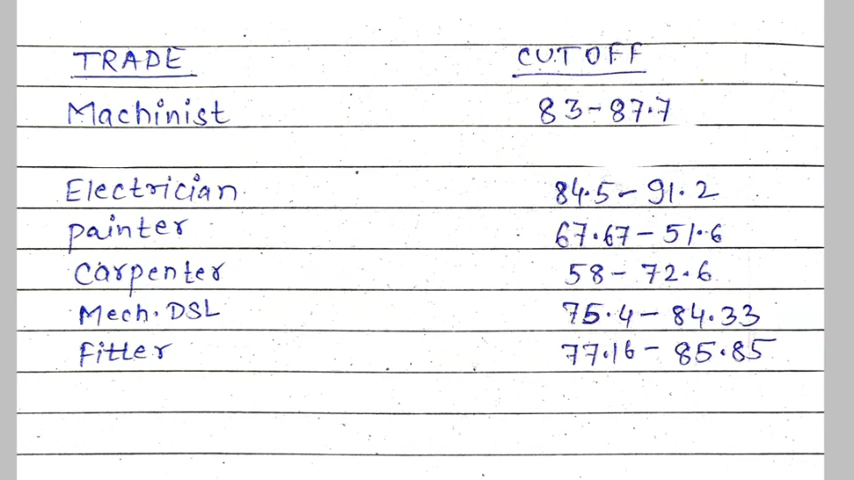 TRADE CUTOFF
Machinist 83-87.7
Electrician 84.5-91.2
Painter 67.67-51.6
Carpenter 58-72.6
Mech. DSL 75.4-84.33
Fitter 77.16-85.85